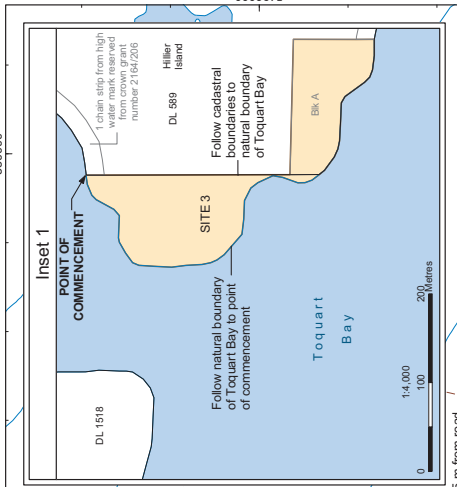 Inset 1
POINT OF
COMMENCEMENT
1 chain strip from high
water mark reserved
from crown grant
number 2164/206
DL 589
Hillier
Island
DL 1518
SITE 3
Follow cadastral
boundaries to
natural boundary
of Toquart Bay
Blk A
Follow natural boundary
of Toquart Bay to point
of commencement
Toquart
Bay
1:4,000
0 100 200
Metres
m from road